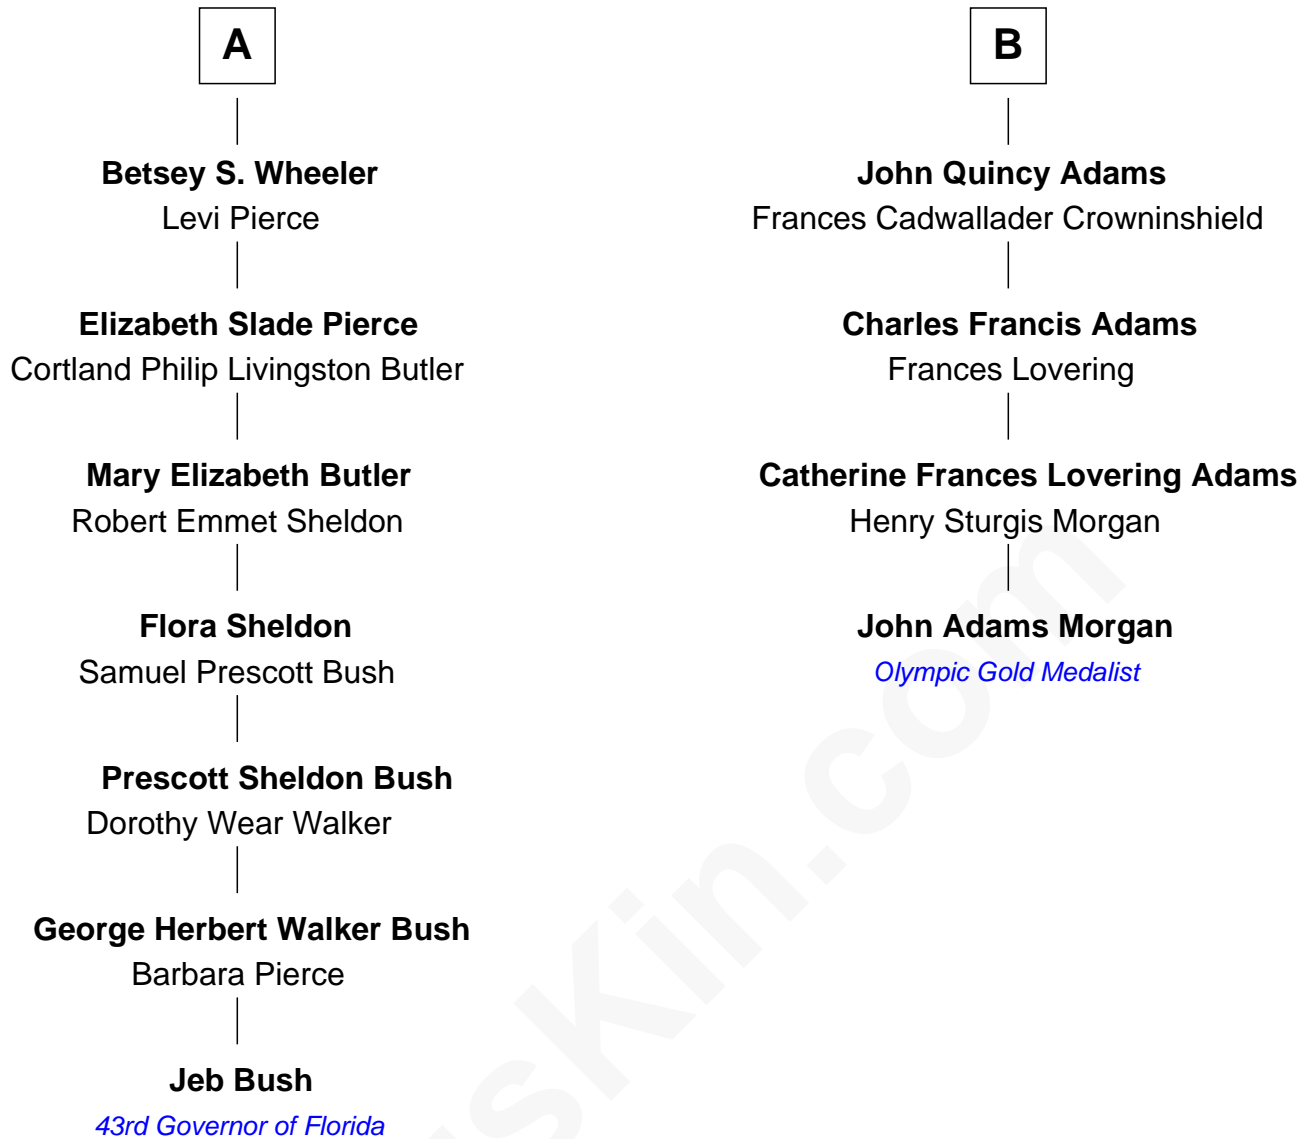 A
Betsey S. Wheeler
Levi Pierce
Elizabeth Slade Pierce
Cortland Philip Livingston Butler
Mary Elizabeth Butler
Robert Emmet Sheldon
Flora Sheldon
Samuel Prescott Bush
Prescott Sheldon Bush
Dorothy Wear Walker
George Herbert Walker Bush
Barbara Pierce
Jeb Bush
43rd Governor of Florida
B
John Quincy Adams
Frances Cadwallader Crowninshield
Charles Francis Adams
Frances Lovering
Catherine Frances Lovering Adams
Henry Sturgis Morgan
John Adams Morgan
Olympic Gold Medalist
usKin.com